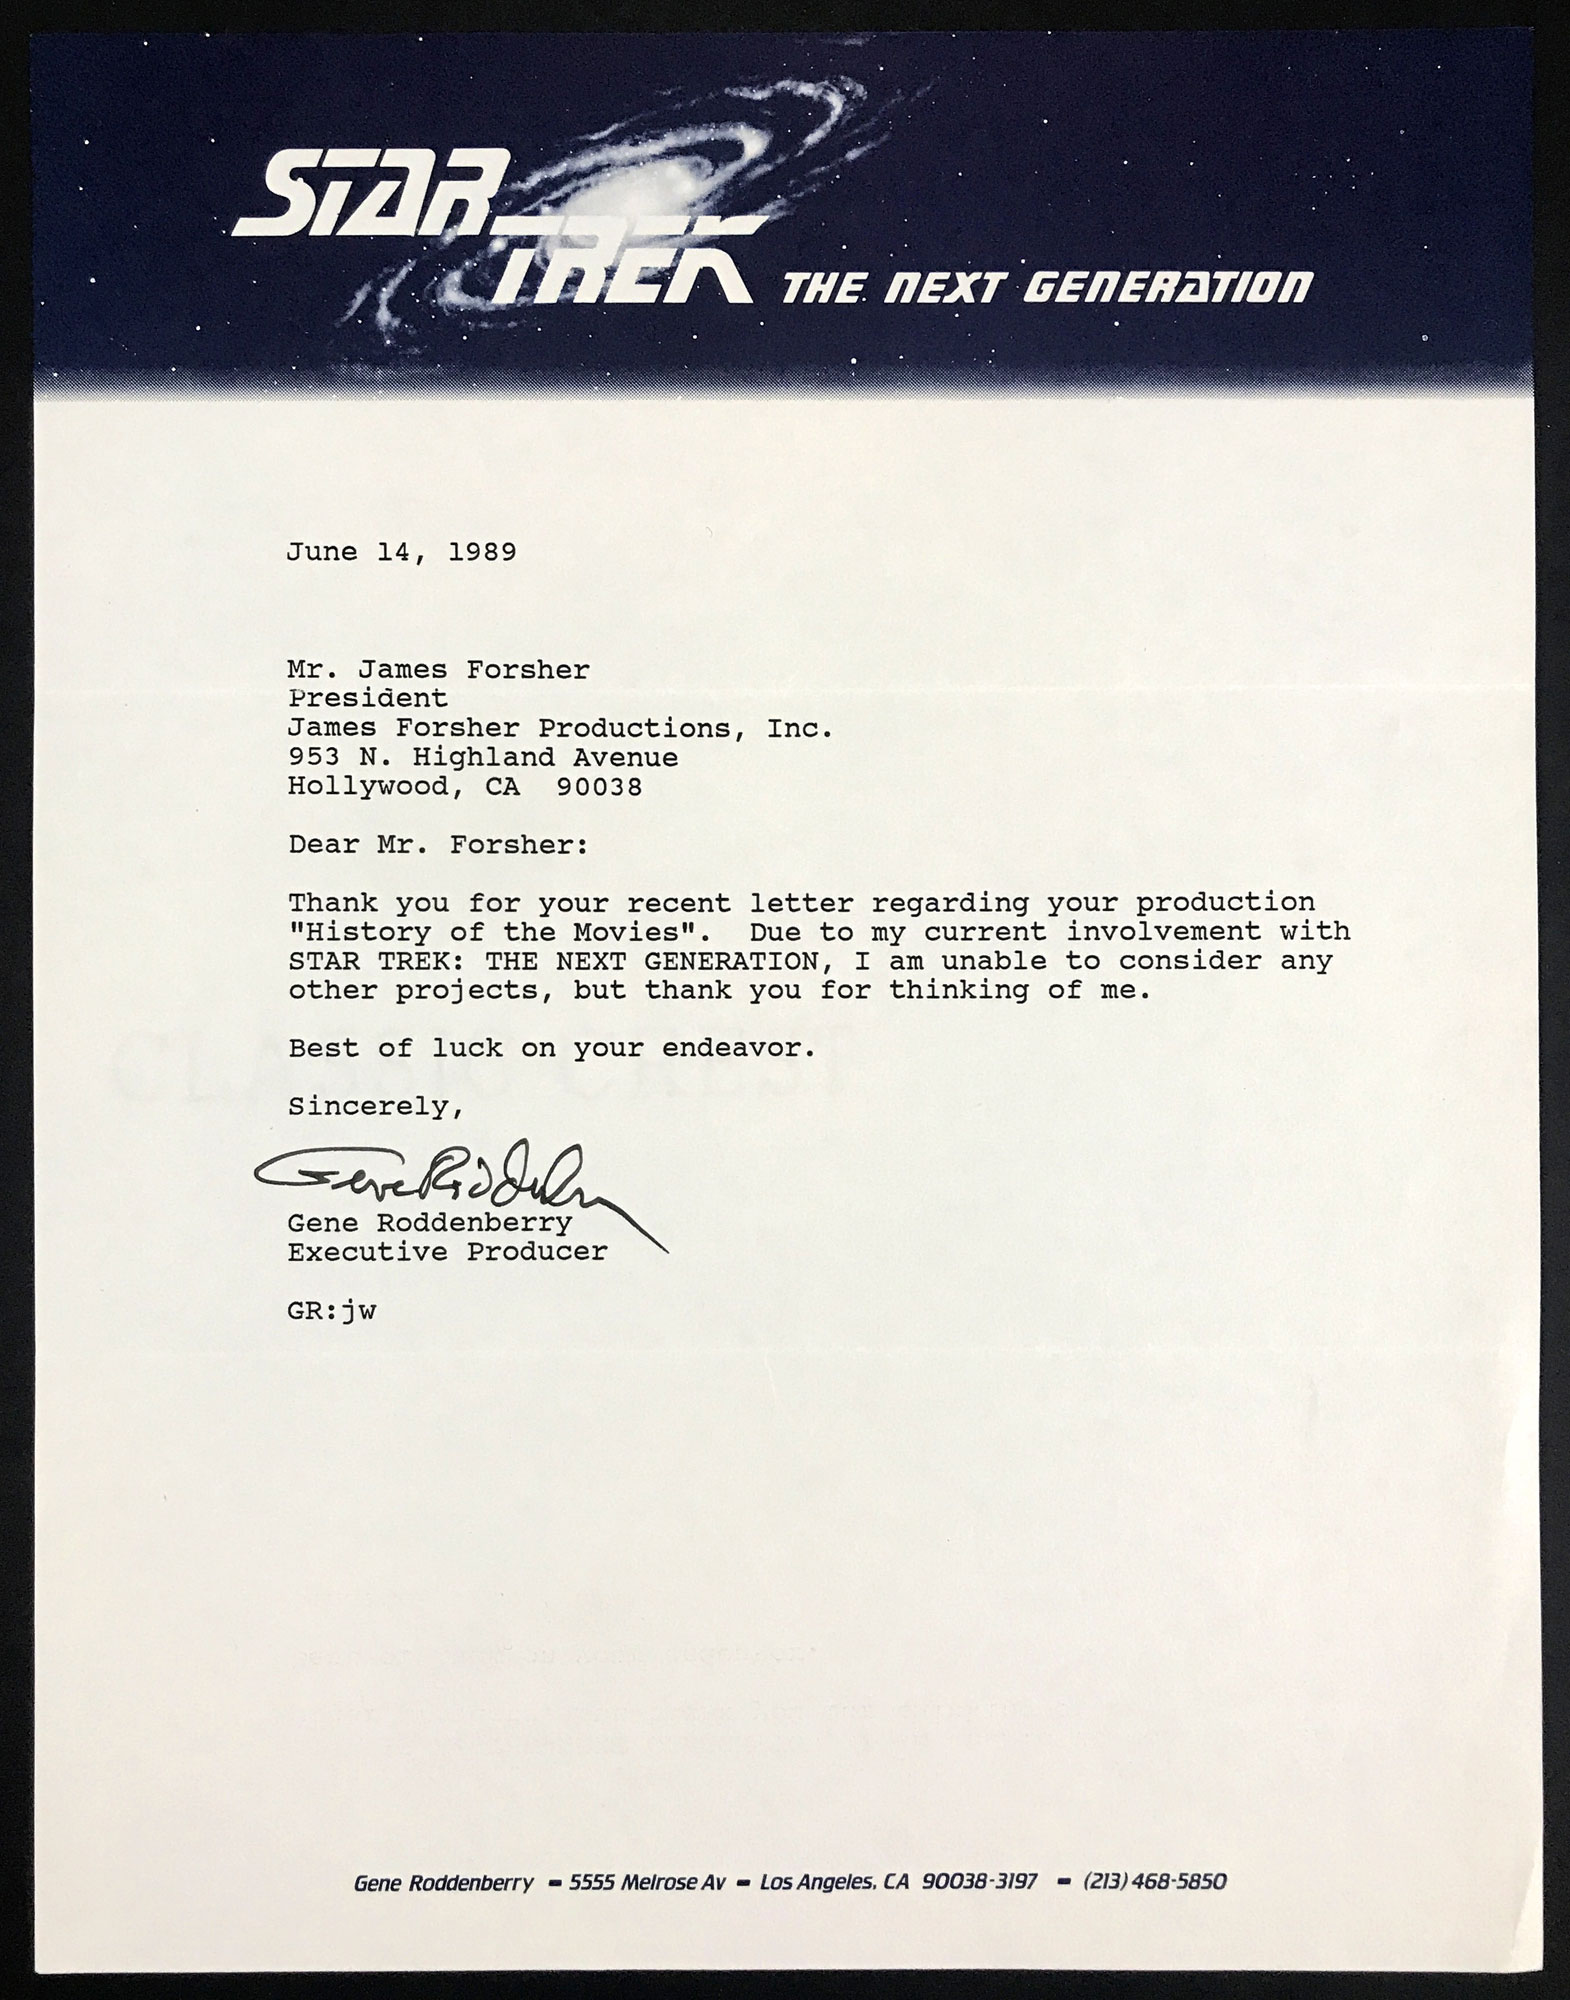 STAR
TREK THE NEXT GENERATION
June 14, 1989
Mr. James Forsher
President
James Forsher Productions, Inc.
953 N. Highland Avenue
Hollywood, CA  90038
Dear Mr. Forsher:
Thank you for your recent letter regarding your production
"History of the Movies".  Due to my current involvement with
STAR TREK: THE NEXT GENERATION, I am unable to consider any
other projects, but thank you for thinking of me.
Best of luck on your endeavor.
Sincerely,
Gene Roddenberry
Gene Roddenberry
Executive Producer
GR:jw
Gene Roddenberry – 5555 Melrose Av – Los Angeles, CA 90038-3197 – (213) 468-5850